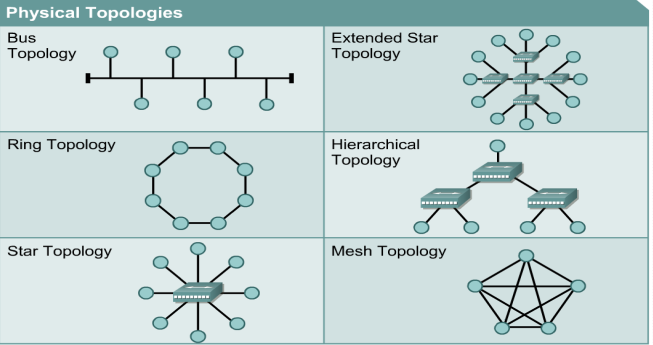 Physical Topologies
Bus
Topology
Extended Star
Topology
Ring Topology
Hierarchical
Topology
Star Topology
Mesh Topology